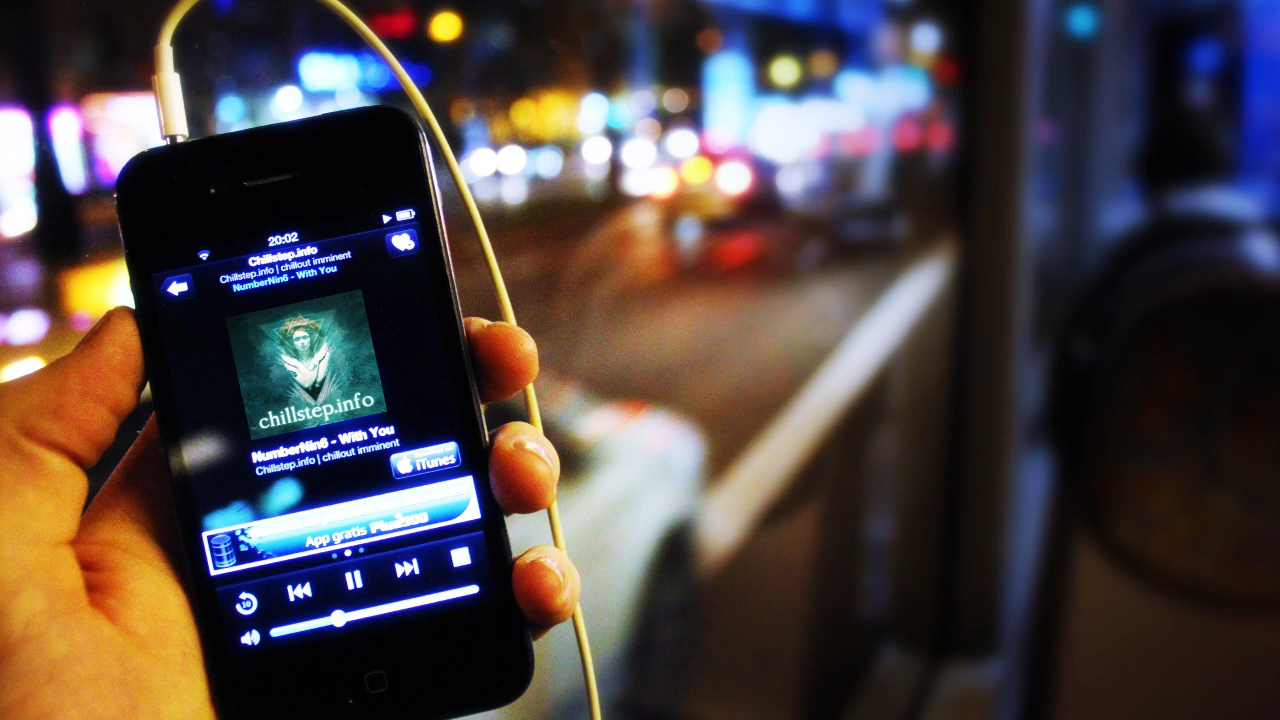 20:02
Chillstep.info
Chillstep.info | chillout imminent
NumberNin6 - With You
chillstep.info
NumberNin6 - With You
Chillstep.info | chillout imminent
iTunes
App gratis
10